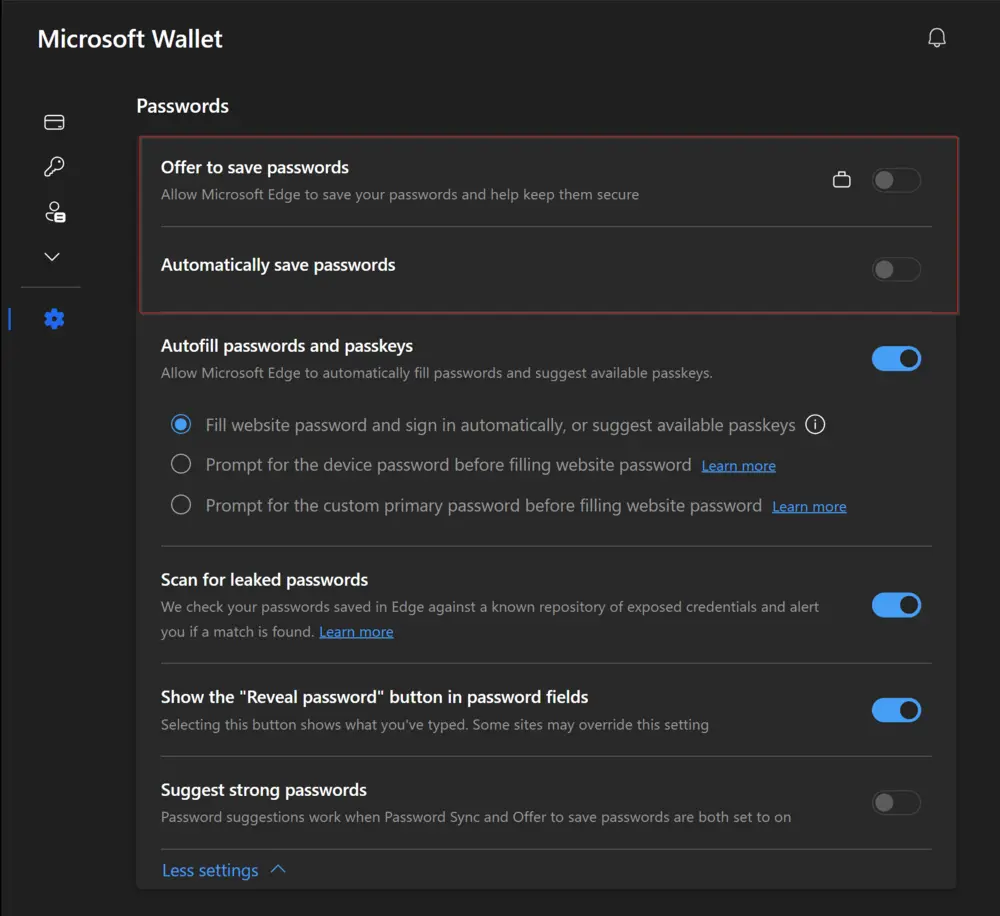 Microsoft Wallet
Passwords
Offer to save passwords
Allow Microsoft Edge to save your passwords and help keep them secure
Automatically save passwords
Autofill passwords and passkeys
Allow Microsoft Edge to automatically fill passwords and suggest available passkeys.
Fill website password and sign in automatically, or suggest available passkeys
Prompt for the device password before filling website password Learn more
Prompt for the custom primary password before filling website password Learn more
Scan for leaked passwords
We check your passwords saved in Edge against a known repository of exposed credentials and alert
you if a match is found. Learn more
Show the "Reveal password" button in password fields
Selecting this button shows what you've typed. Some sites may override this setting
Suggest strong passwords
Password suggestions work when Password Sync and Offer to save passwords are both set to on
Less settings